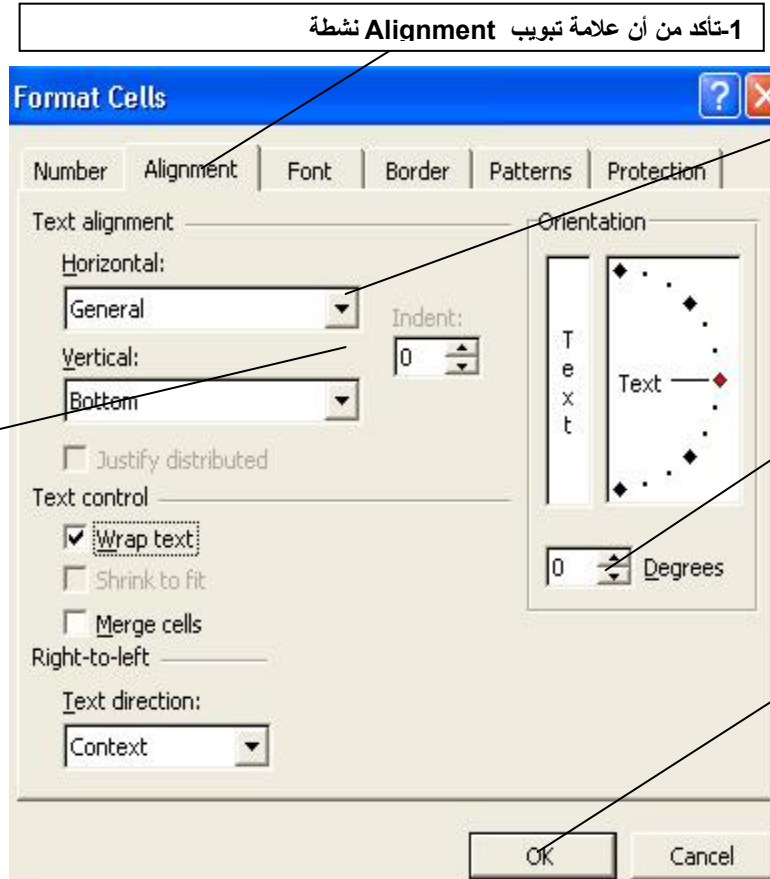 1-تأكد من أن علامة تبويب Alignment نشطة
Format Cells
Number Alignment Font Border Patterns Protection
Text alignment
Orientation
Horizontal:
General
Indent:
0
Vertical:
Bottom
Justify distributed
Text
Text
Text control
Wrap text
Shrink to fit
Merge cells
0 Degrees
Right-to-left
Text direction:
Context
OK Cancel